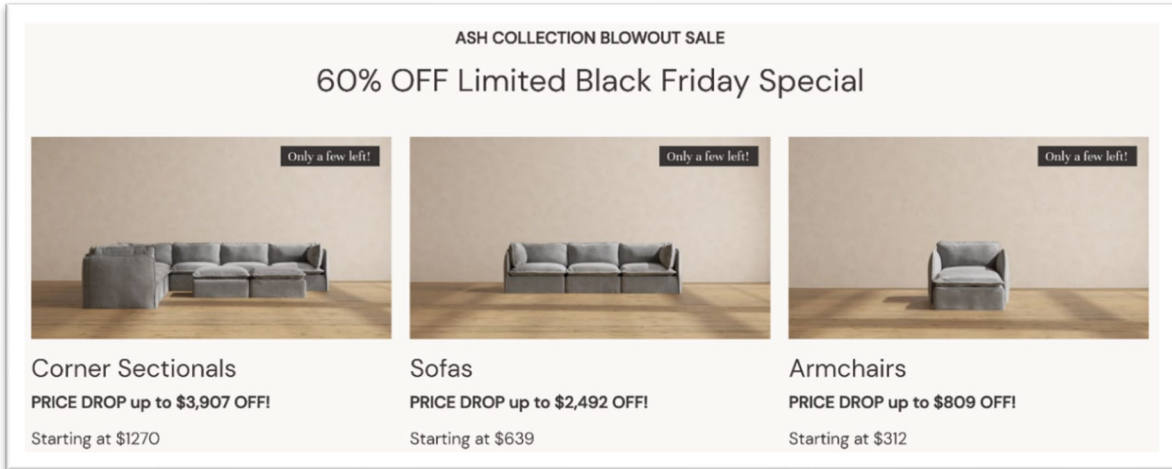 ASH COLLECTION BLOWOUT SALE
60% OFF Limited Black Friday Special
Only a few left!
Only a few left!
Only a few left!
Corner Sectionals
PRICE DROP up to $3,907 OFF!
Starting at $1270
Sofas
PRICE DROP up to $2,492 OFF!
Starting at $639
Armchairs
PRICE DROP up to $809 OFF!
Starting at $312